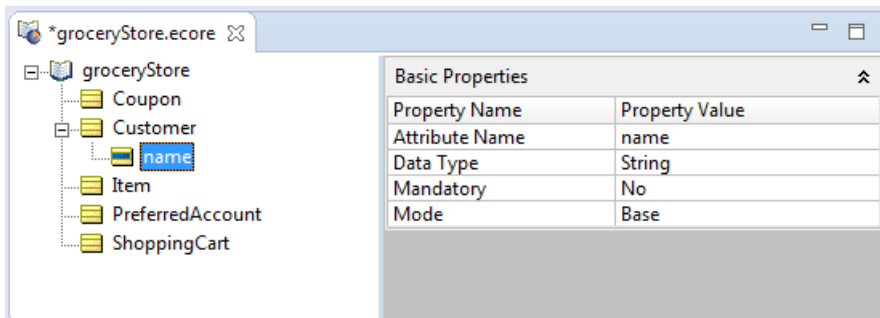 *groceryStore.ecore
groceryStore
Coupon
Customer
name
Item
PreferredAccount
ShoppingCart
Basic Properties
Property Name Property Value
Attribute Name name
Data Type String
Mandatory No
Mode Base